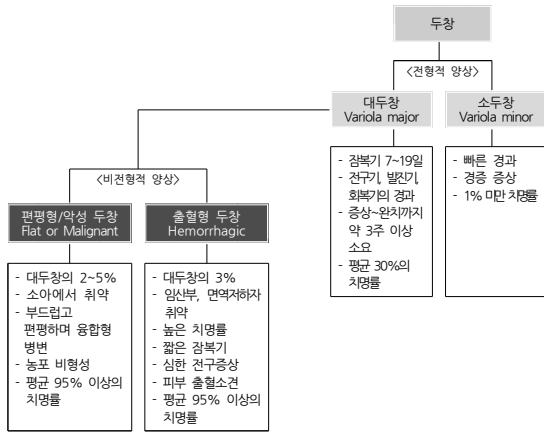 두창
〈전형적 양상〉
대두창
Variola major
소두창
Variola minor
- 잠복기 7~19일
- 전구기, 발진기,
회복기의 경과
- 증상~완치까지
약 3주 이상
소요
- 평균 30%의
치명률
- 빠른 경과
- 경증 증상
- 1% 미만 치명률
〈비전형적 양상〉
편평형/악성 두창
Flat or Malignant
출혈형 두창
Hemorrhagic
- 대두창의 2~5%
- 소아에서 취약
- 부드럽고
편평하며 융합형
병변
- 농포 비형성
- 평균 95% 이상의
치명률
- 대두창의 3%
- 임산부, 면역저하자
취약
- 높은 치명률
- 짧은 잠복기
- 심한 전구증상
- 피부 출혈소견
- 평균 95% 이상의
치명률